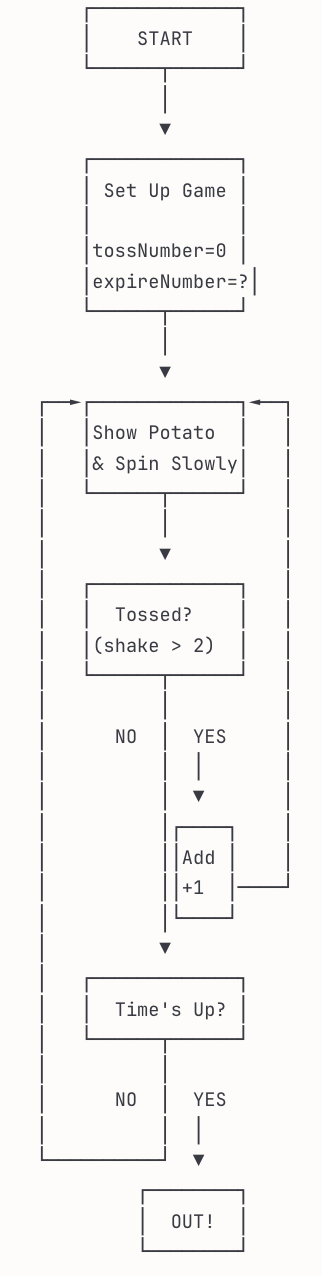 START
Set Up Game
tossNumber=0
expireNumber=?
Show Potato
& Spin Slowly
Tossed?
(shake > 2)
NO YES
Add
+1
Time's Up?
NO YES
OUT!